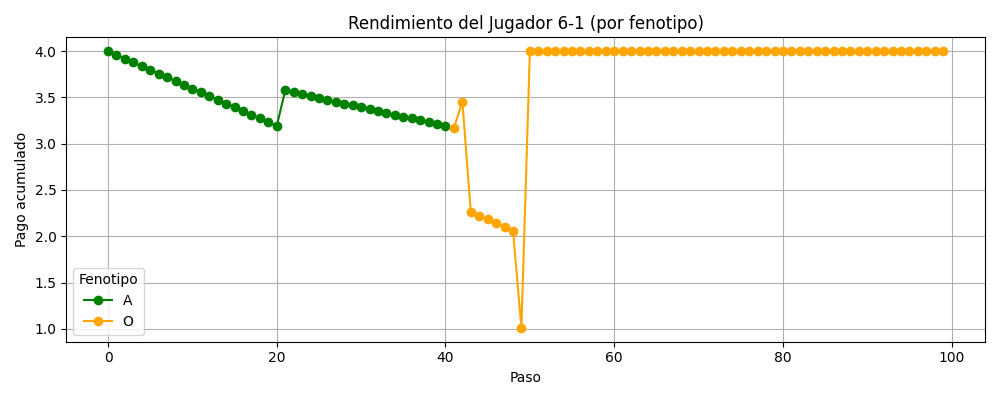 Rendimiento del Jugador 6-1 (por fenotipo)
Pago acumulado
4.0
3.5
3.0
2.5
2.0
1.5
1.0
Fenotipo
A
O
0
20
40
60
80
100
Paso